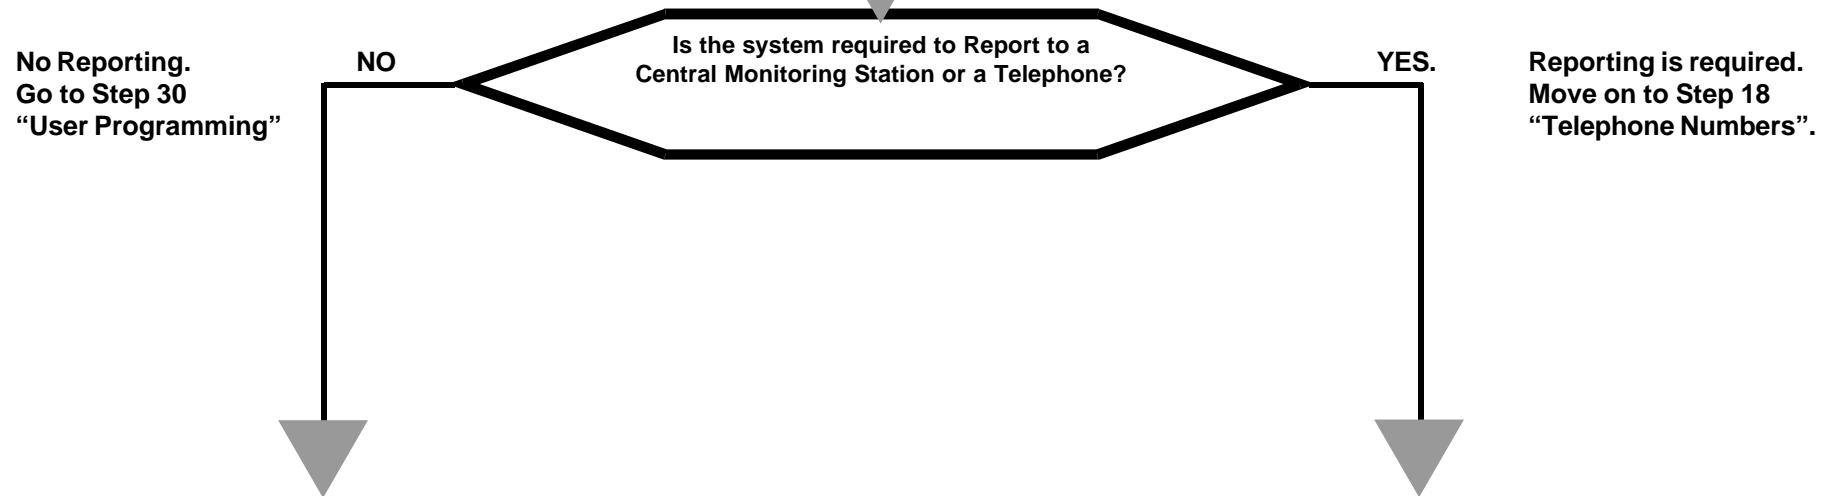 Is the system required to Report to a
Central Monitoring Station or a Telephone?
No Reporting.
Go to Step 30
“User Programming”
NO
YES.
Reporting is required.
Move on to Step 18
“Telephone Numbers”.